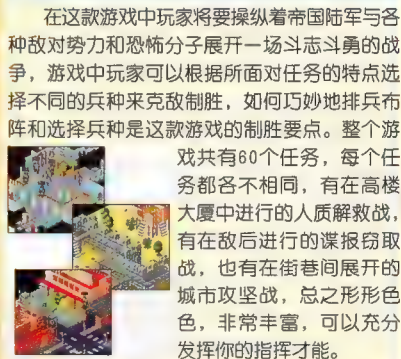 在这款游戏中玩家将要操纵着帝国陆军与各
种敌对势力和恐怖分子展开一场斗志斗勇的战
争，游戏中玩家可以根据所面对任务的特点选
择不同的兵种来克敌制胜，如何巧妙地排兵布
阵和选择兵种是这款游戏的制胜要点。整个游
戏共有60个任务，每个任
务都各不相同，有在高楼
大厦中进行的人质解救战，
有在敌后进行的谍报窃取
战，也有在街巷间展开的
城市攻坚战，总之形形色
色，非常丰富，可以充分
发挥你的指挥才能。